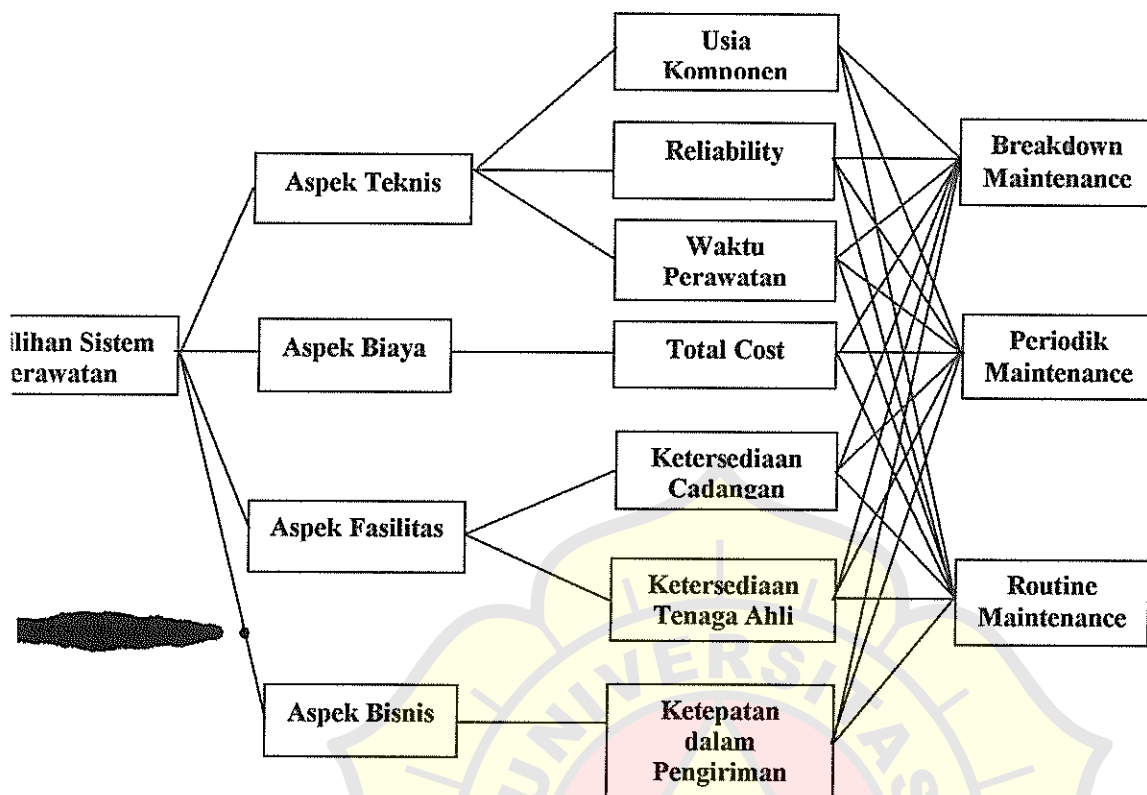 Usia
Komponen
Reliability
Breakdown
Maintenance
Aspek Teknis
Waktu
Perawatan
ilihan Sistem
erawatan
Aspek Biaya
Total Cost
Periodik
Maintenance
Ketersediaan
Cadangan
Aspek Fasilitas
Ketersediaan
Tenaga Ahli
Routine
Maintenance
Aspek Bisnis
Ketepatan
dalam
Pengiriman
UNIVERSITAS